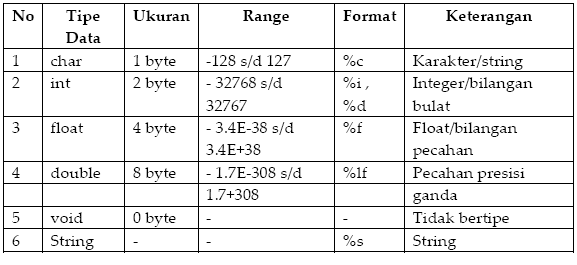 No Tipe Ukuran Range Format Keterangan
Data
1 char 1 byte -128 s/d 127 %c Karakter/string
2 int 2 byte - 32768 s/d %i , Integer/bilangan
32767 %d bulat
3 float 4 byte - 3.4E-38 s/d %f Float/bilangan
3.4E+38 pecahan
4 double 8 byte - 1.7E-308 s/d %lf Pecahan presisi
1.7+308 ganda
5 void 0 byte - - Tidak bertipe
6 String - - %s String